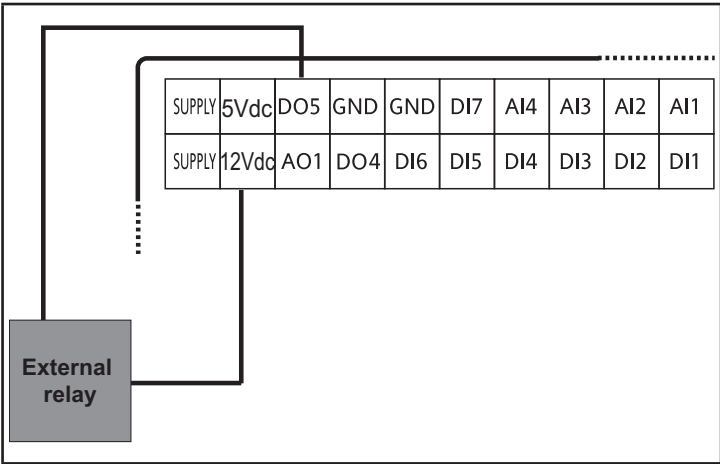 SUPPLY 5Vdc DO5 GND GND DI7 AI4 AI3 AI2 AI1
SUPPLY 12Vdc AO1 DO4 DI6 DI5 DI4 DI3 DI2 DI1
External
relay